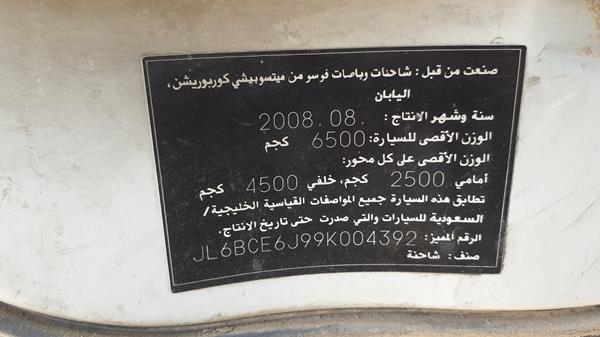 صنعت من قبل : شاحنات وباصات فوسو من ميتسوبيشي كوربوريشن،
اليابان
سنة وشهر الانتاج : 2008.08.
الوزن الأقصى للسيارة: 6500 كجم
الوزن الأقصى على كل محور:
أمامي 2500 كجم، خلفي 4500 كجم
تطابق هذه السيارة جميع المواصفات القياسية الخليجية/
السعودية للسيارات والتي صدرت حتى تاريخ الانتاج.
الرقم المميز: JL6BCE6J99K004392
صنف : شاحنة